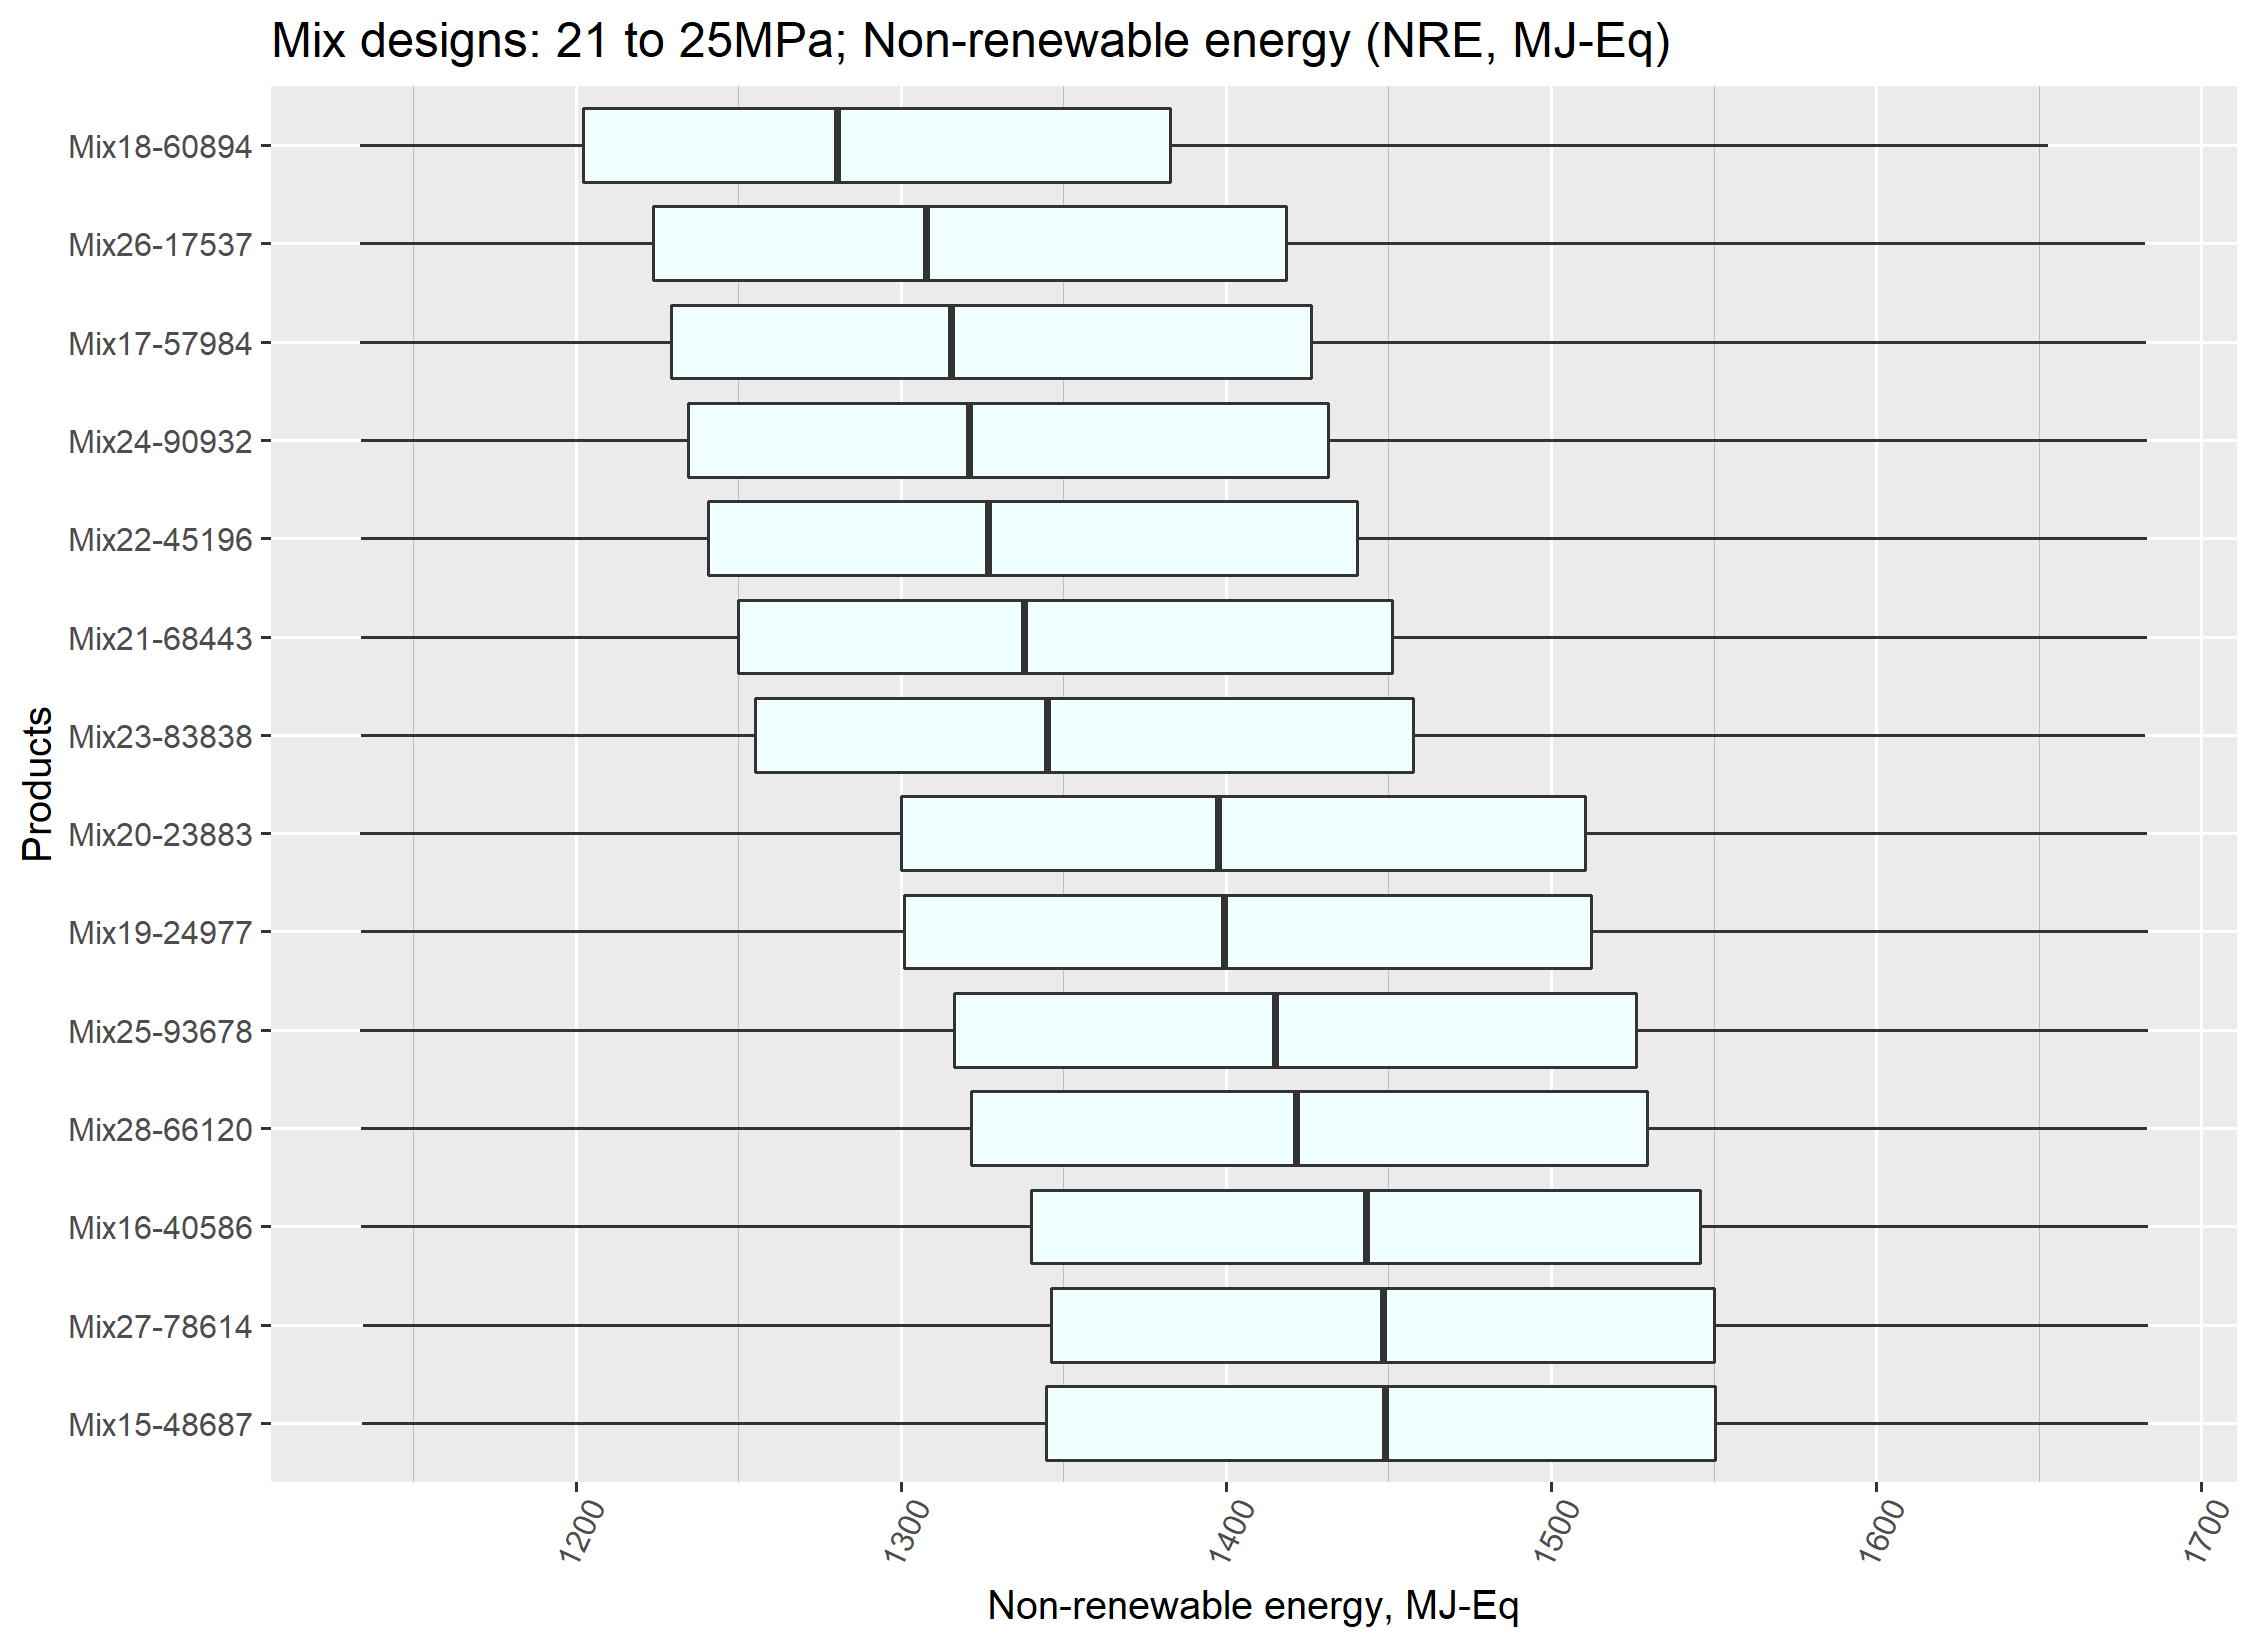 Mix designs: 21 to 25MPa; Non-renewable energy (NRE, MJ-Eq)
Products
Mix18-60894
Mix26-17537
Mix17-57984
Mix24-90932
Mix22-45196
Mix21-68443
Mix23-83838
Mix20-23883
Mix19-24977
Mix25-93678
Mix28-66120
Mix16-40586
Mix27-78614
Mix15-48687
1200 1300 1400 1500 1600 1700
Non-renewable energy, MJ-Eq